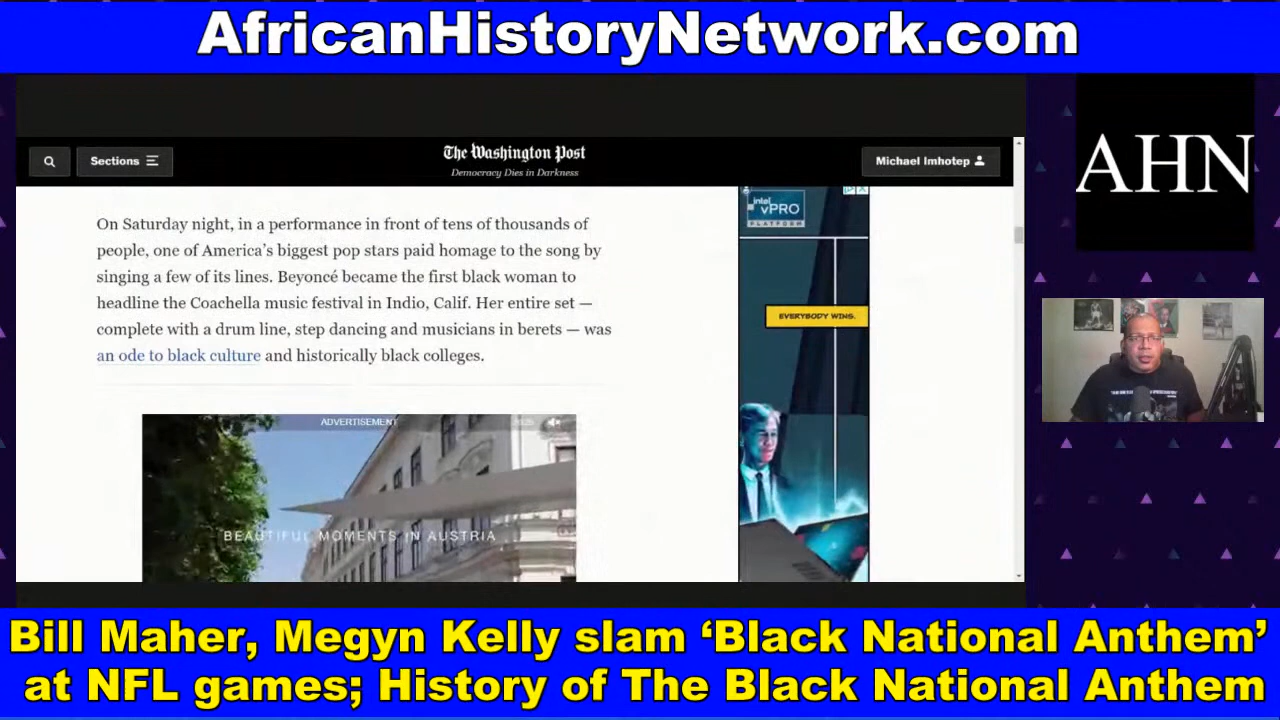 AfricanHistoryNetwork.com
Sections
The Washington Post
Democracy Dies in Darkness
Michael Imhotep
AHN
On Saturday night, in a performance in front of tens of thousands of
people, one of America's biggest pop stars paid homage to the song by
singing a few of its lines. Beyoncé became the first black woman to
headline the Coachella music festival in Indio, Calif. Her entire set —
complete with a drum line, step dancing and musicians in berets — was
an ode to black culture and historically black colleges.
intel
vPRO
PLATFORM
EVERYBODY WINS.
ADVERTISEMENT
BEAUTIFUL MOMENTS IN AUSTRIA
Bill Maher, Megyn Kelly slam ‘Black National Anthem’
at NFL games; History of The Black National Anthem